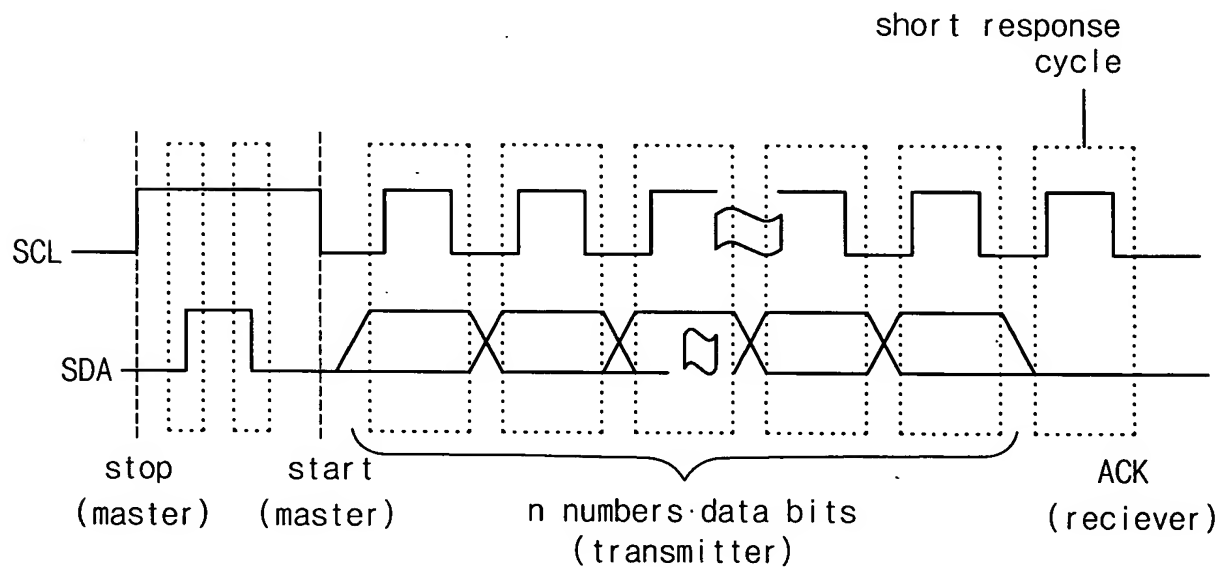 short response
cycle
SCL
SDA
stop
(master)
start
(master)
n numbers data bits
(transmitter)
ACK
(reciever)